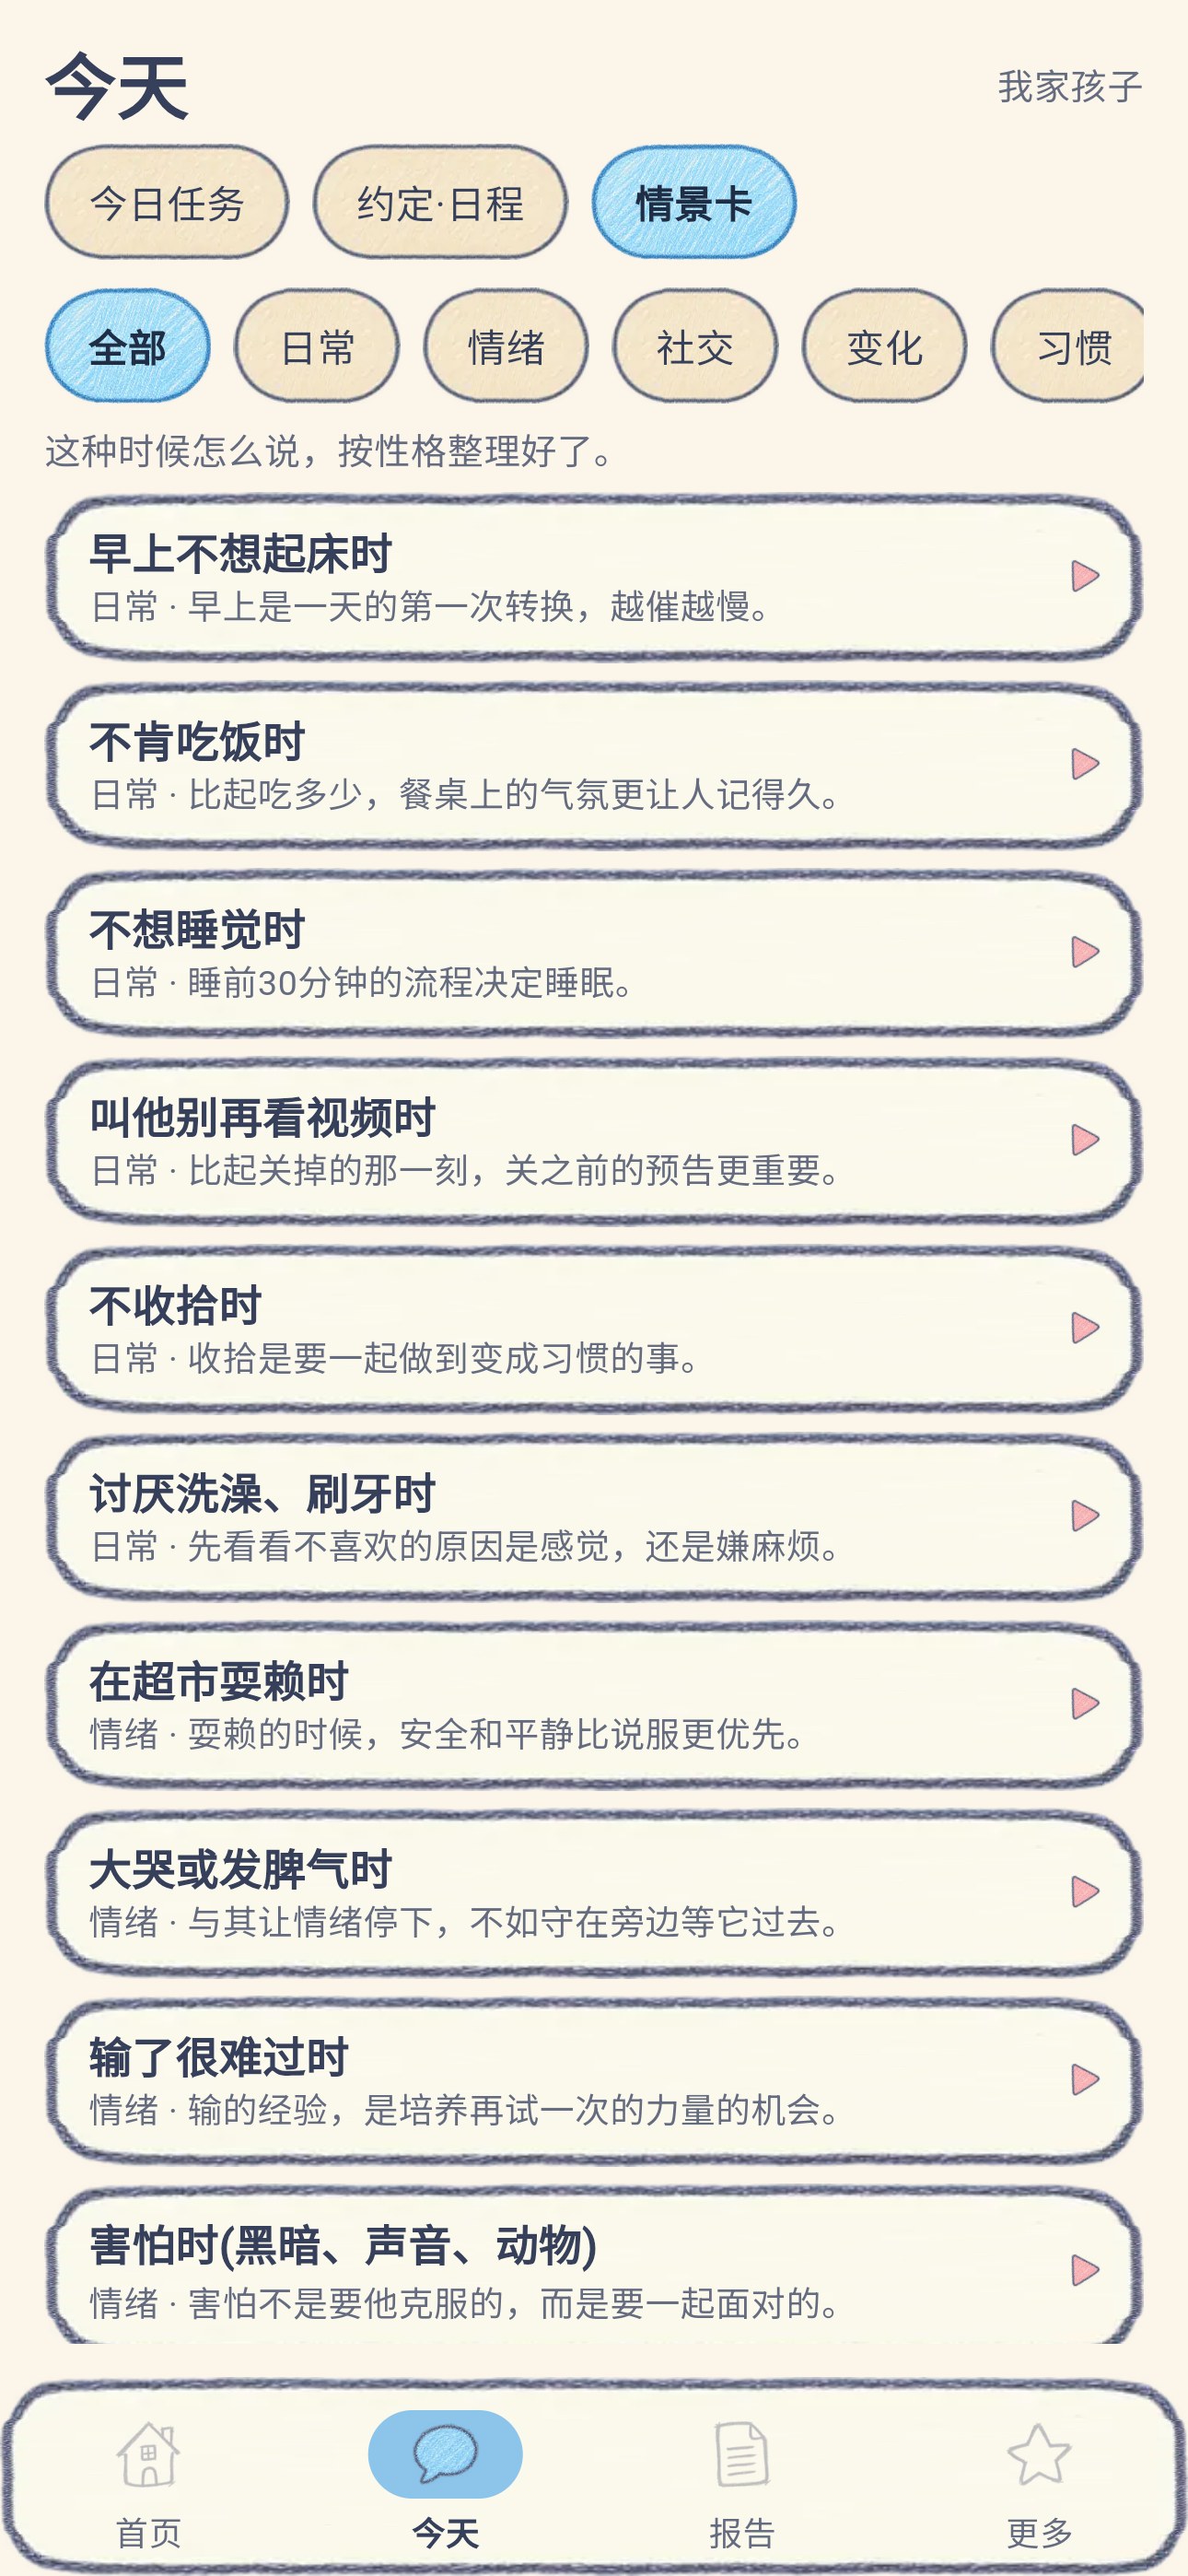 今天
我家孩子
今日任务
约定·日程
情景卡
全部
日常
情绪
社交
变化
习惯
这种时候怎么说，按性格整理好了。
早上不想起床时
日常 · 早上是一天的第一次转换，越催越慢。
不肯吃饭时
日常 · 比起吃多少，餐桌上的气氛更让人记得久。
不想睡觉时
日常 · 睡前30分钟的流程决定睡眠。
叫他别再看视频时
日常 · 比起关掉的那一刻，关之前的预告更重要。
不收拾时
日常 · 收拾是要一起做到变成习惯的事。
讨厌洗澡、刷牙时
日常 · 先看看不喜欢的原因是感觉，还是嫌麻烦。
在超市耍赖时
情绪 · 耍赖的时候，安全和平静比说服更优先。
大哭或发脾气时
情绪 · 与其让情绪停下，不如守在旁边等它过去。
输了很难过时
情绪 · 输的经验，是培养再试一次的力量的机会。
害怕时(黑暗、声音、动物)
情绪 · 害怕不是要他克服的，而是要一起面对的。
首页
今天
报告
更多